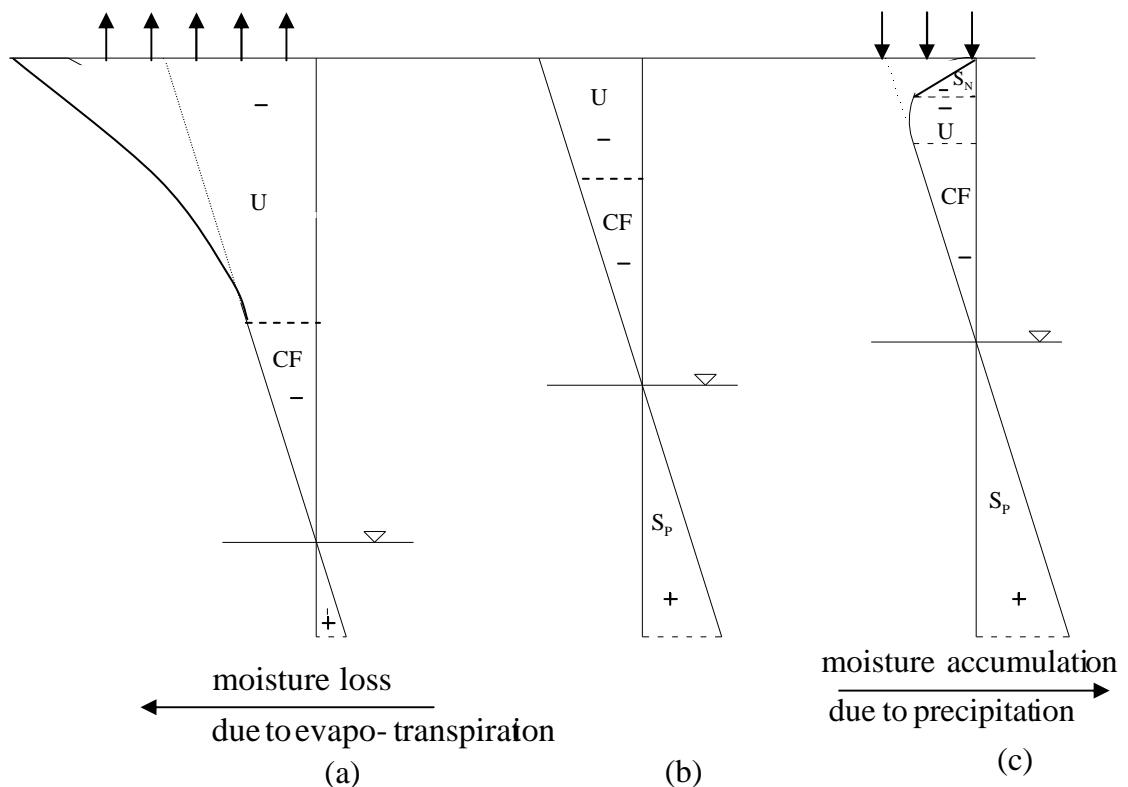 − U CF − +
U − CF − S_P +
S_N − − U CF − S_P +
moisture loss
due to evapo- transpiration
moisture accumulation
due to precipitation
(a)
(b)
(c)